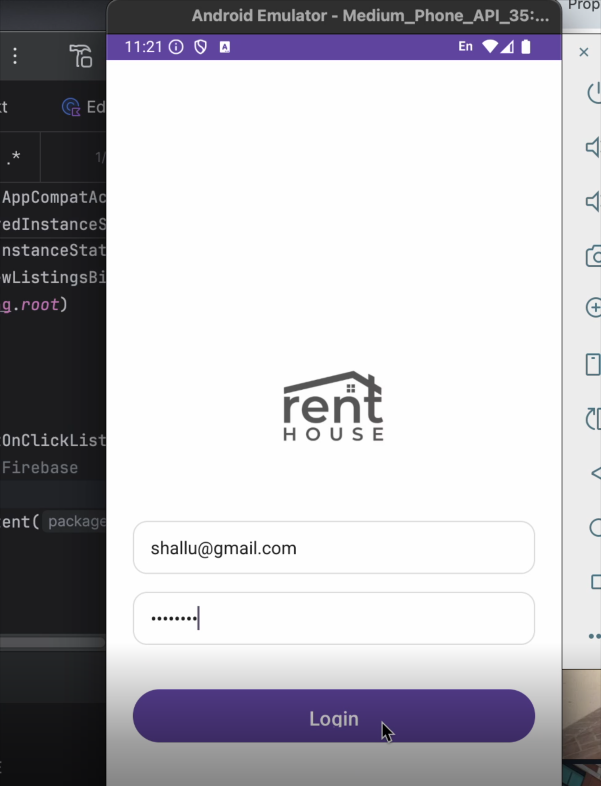 Android Emulator - Medium_Phone_API_35:...
Prop
11:21
A
En
ct
Ed
.*
1/
AppCompatAc
edInstanceS
nstanceStat
wListingsBi
g.root)
OnClickList
Firebase
ent( package
rent
HOUSE
shallu@gmail.com
••••••••
Login